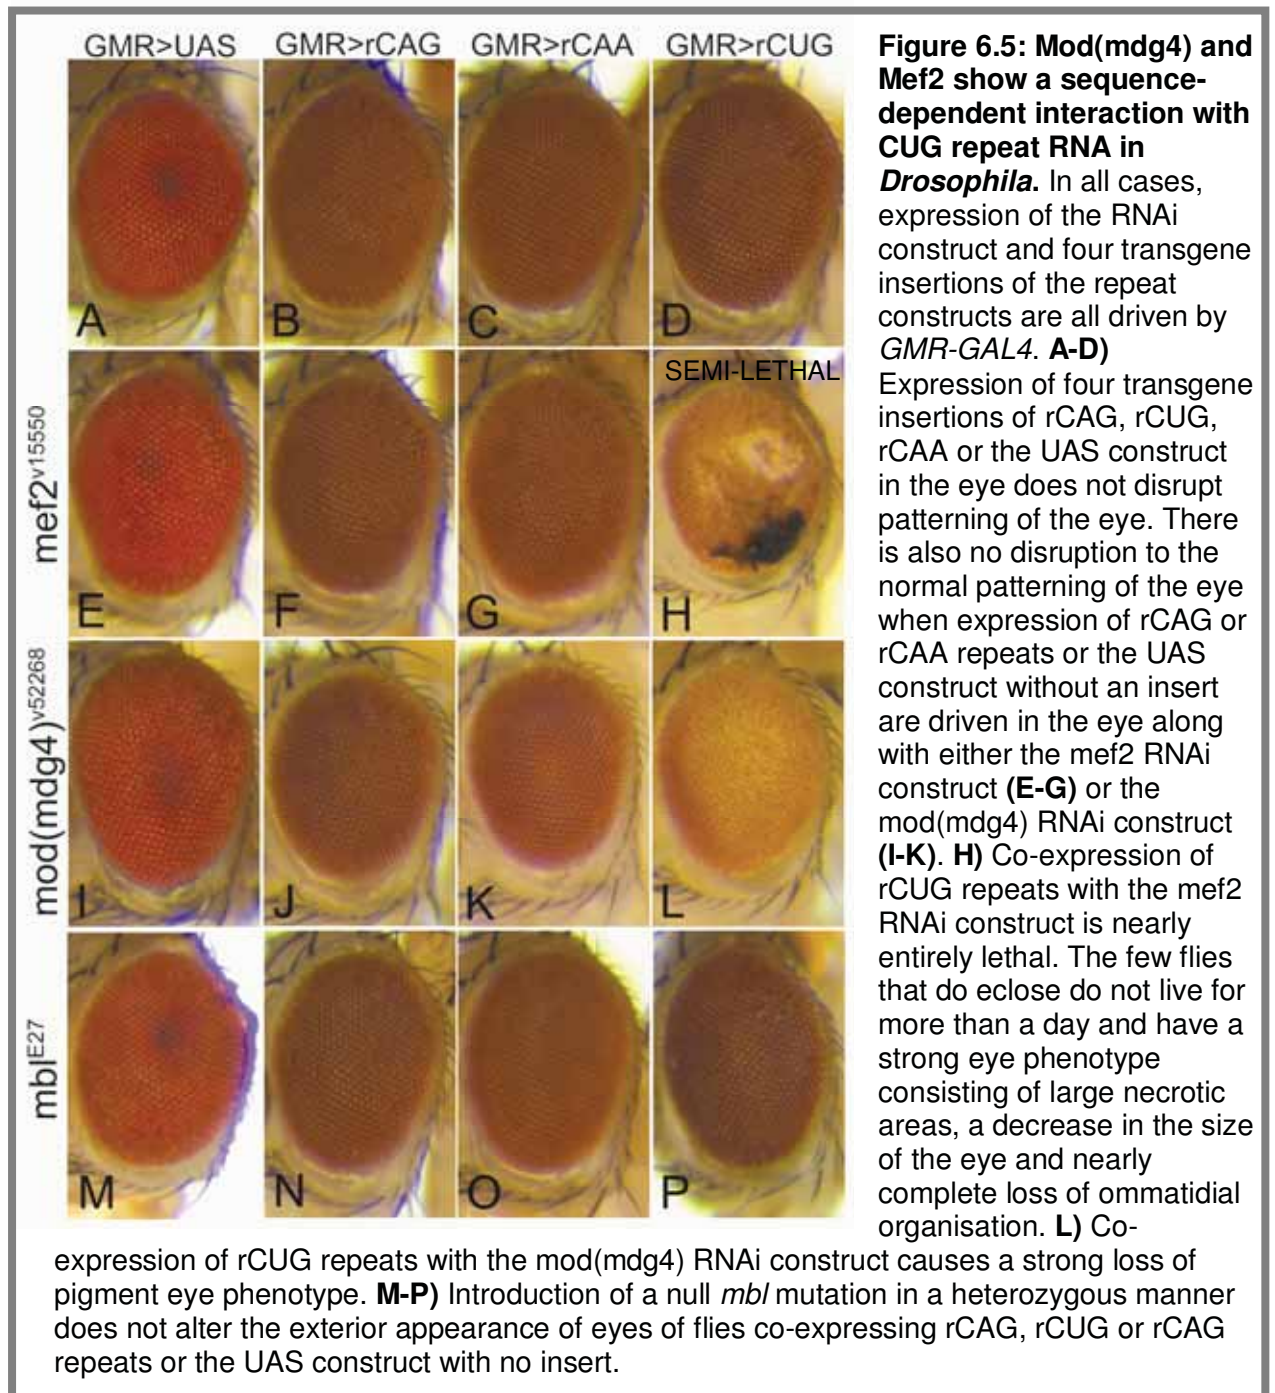 GMR>UAS GMR>rCAG GMR>rCAA GMR>rCUG
A B C D
mef2v15550
SEMI-LETHAL
E F G H
mod(mdg4)v52268
I J K L
mblE27
M N O P
Figure 6.5: Mod(mdg4) and
Mef2 show a sequence-
dependent interaction with
CUG repeat RNA in
Drosophila. In all cases,
expression of the RNAi
construct and four transgene
insertions of the repeat
constructs are all driven by
GMR-GAL4. A-D)
Expression of four transgene
insertions of rCAG, rCUG,
rCAA or the UAS construct
in the eye does not disrupt
patterning of the eye. There
is also no disruption to the
normal patterning of the eye
when expression of rCAG or
rCAA repeats or the UAS
construct without an insert
are driven in the eye along
with either the mef2 RNAi
construct (E-G) or the
mod(mdg4) RNAi construct
(I-K). H) Co-expression of
rCUG repeats with the mef2
RNAi construct is nearly
entirely lethal. The few flies
that do eclose do not live for
more than a day and have a
strong eye phenotype
consisting of large necrotic
areas, a decrease in the size
of the eye and nearly
complete loss of ommatidial
organisation. L) Co-
expression of rCUG repeats with the mod(mdg4) RNAi construct causes a strong loss of
pigment eye phenotype. M-P) Introduction of a null mbl mutation in a heterozygous manner
does not alter the exterior appearance of eyes of flies co-expressing rCAG, rCUG or rCAG
repeats or the UAS construct with no insert.